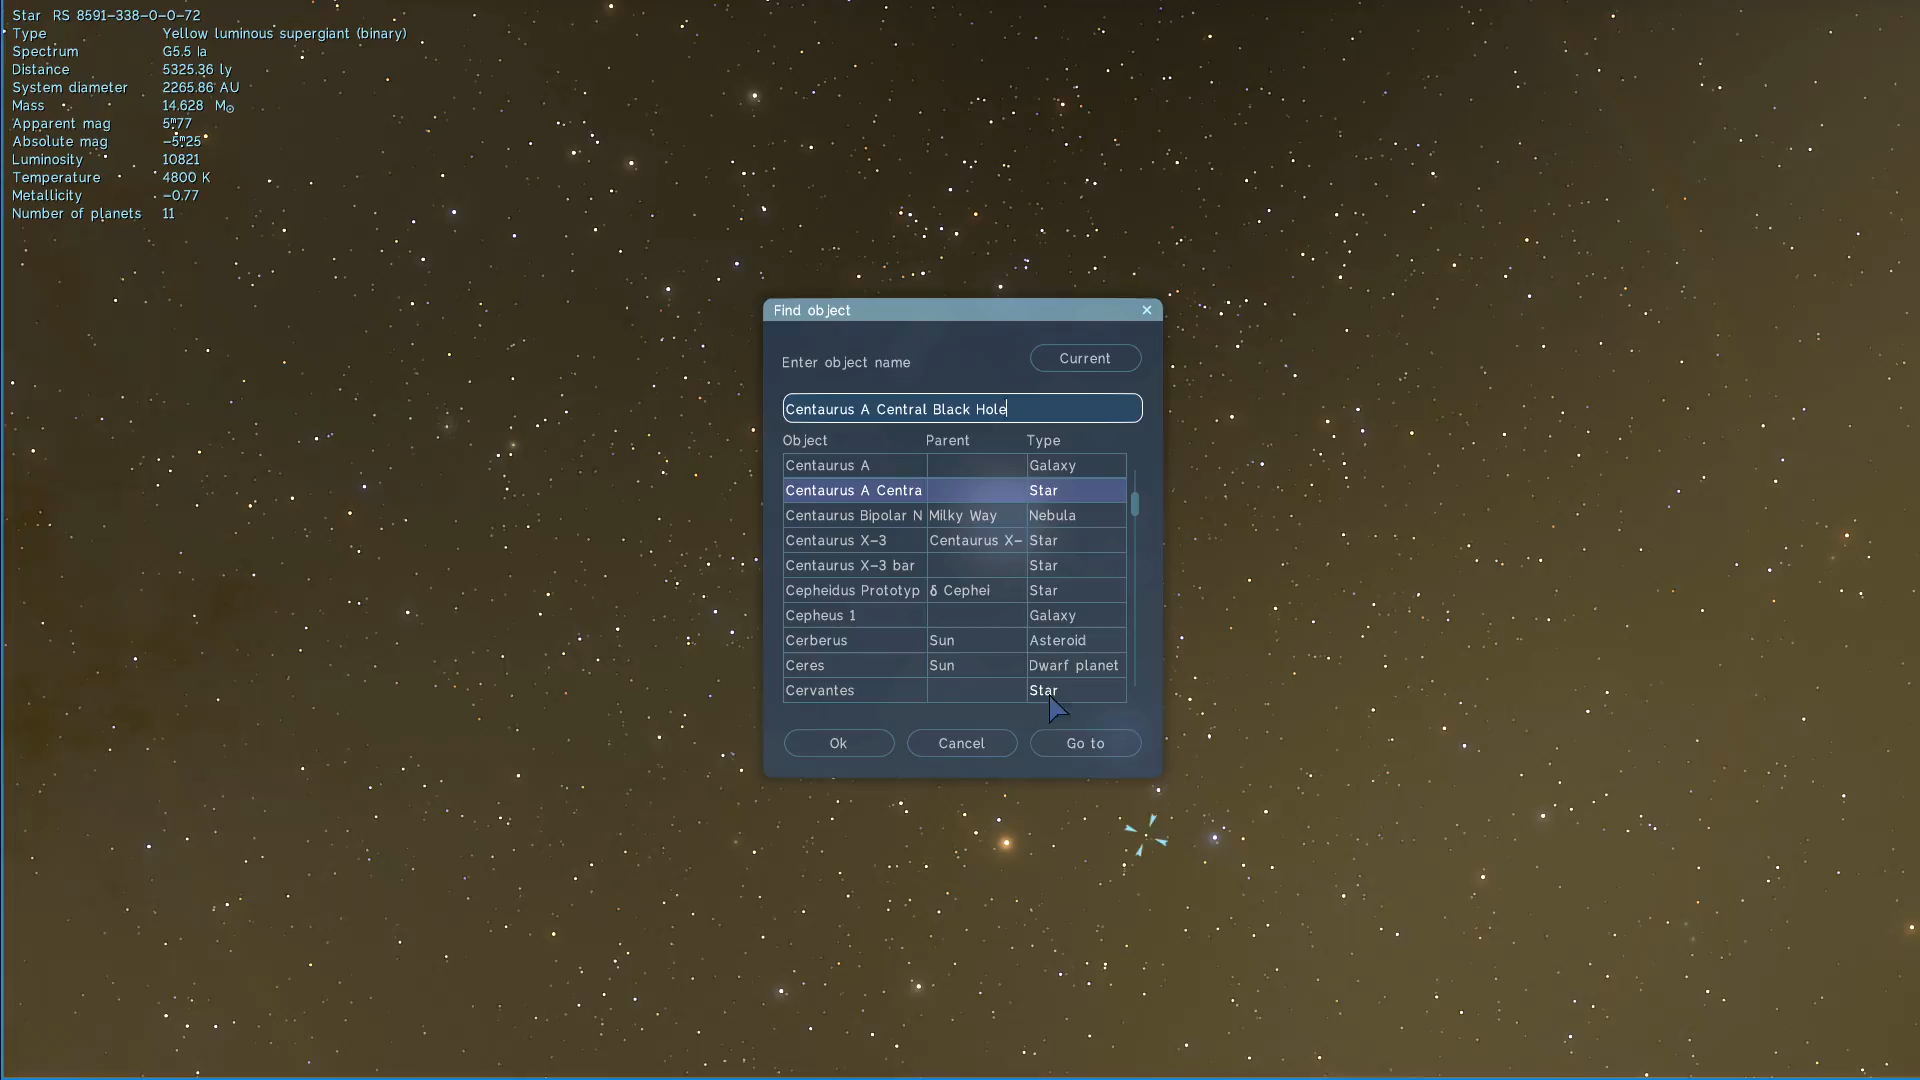 Star RS 8591-338-0-0-72
Type Yellow luminous supergiant (binary)
Spectrum G5.5 Ia
Distance 5325.36 ly
System diameter 2265.86 AU
Mass 14.628 M☉
Apparent mag 5ᵐ77
Absolute mag -5ᵐ25
Luminosity 10821
Temperature 4800 K
Metallicity -0.77
Number of planets 11
Find object
Enter object name Current
Centaurus A Central Black Hole
Object Parent Type
Centaurus A Galaxy
Centaurus A Centra Star
Centaurus Bipolar N Milky Way Nebula
Centaurus X-3 Centaurus X- Star
Centaurus X-3 bar Star
Cepheidus Prototyp δ Cephei Star
Cepheus 1 Galaxy
Cerberus Sun Asteroid
Ceres Sun Dwarf planet
Cervantes Star
Ok Cancel Go to